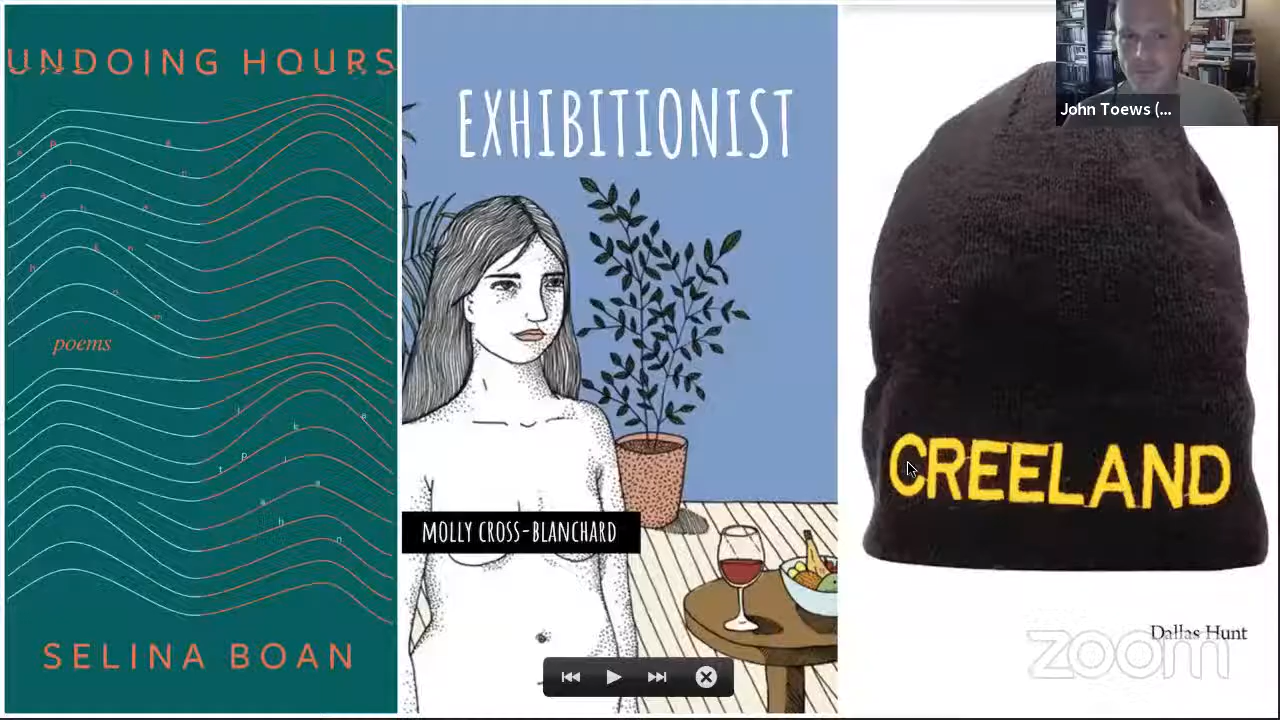 UNDOING HOURS
poems
SELINA BOAN
EXHIBITIONIST
MOLLY CROSS-BLANCHARD
John Toews (...
CREELAND
Dallas Hunt
zoom